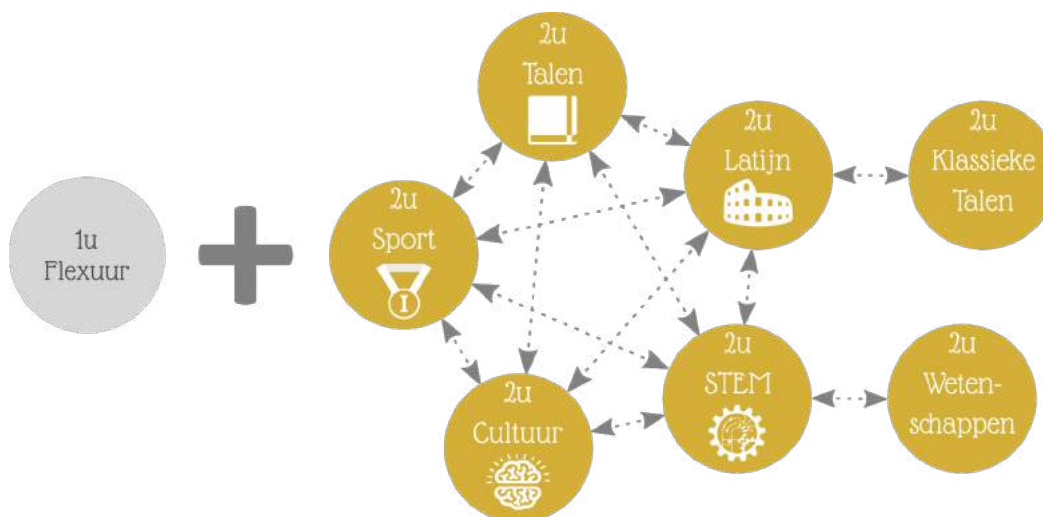 1u
Flexuur
2u
Talen
2u
Sport
I
2u
Cultuur
2u
Latijn
2u
STEM
2u
Klassieke
Talen
2u
Weten-
schappen